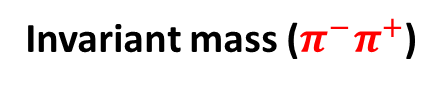 Invariant mass (π⁻ π⁺)